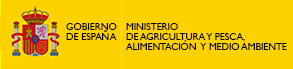 GOBIERNO
DE ESPAÑA
MINISTERIO
DE AGRICULTURA Y PESCA,
ALIMENTACIÓN Y MEDIO AMBIENTE